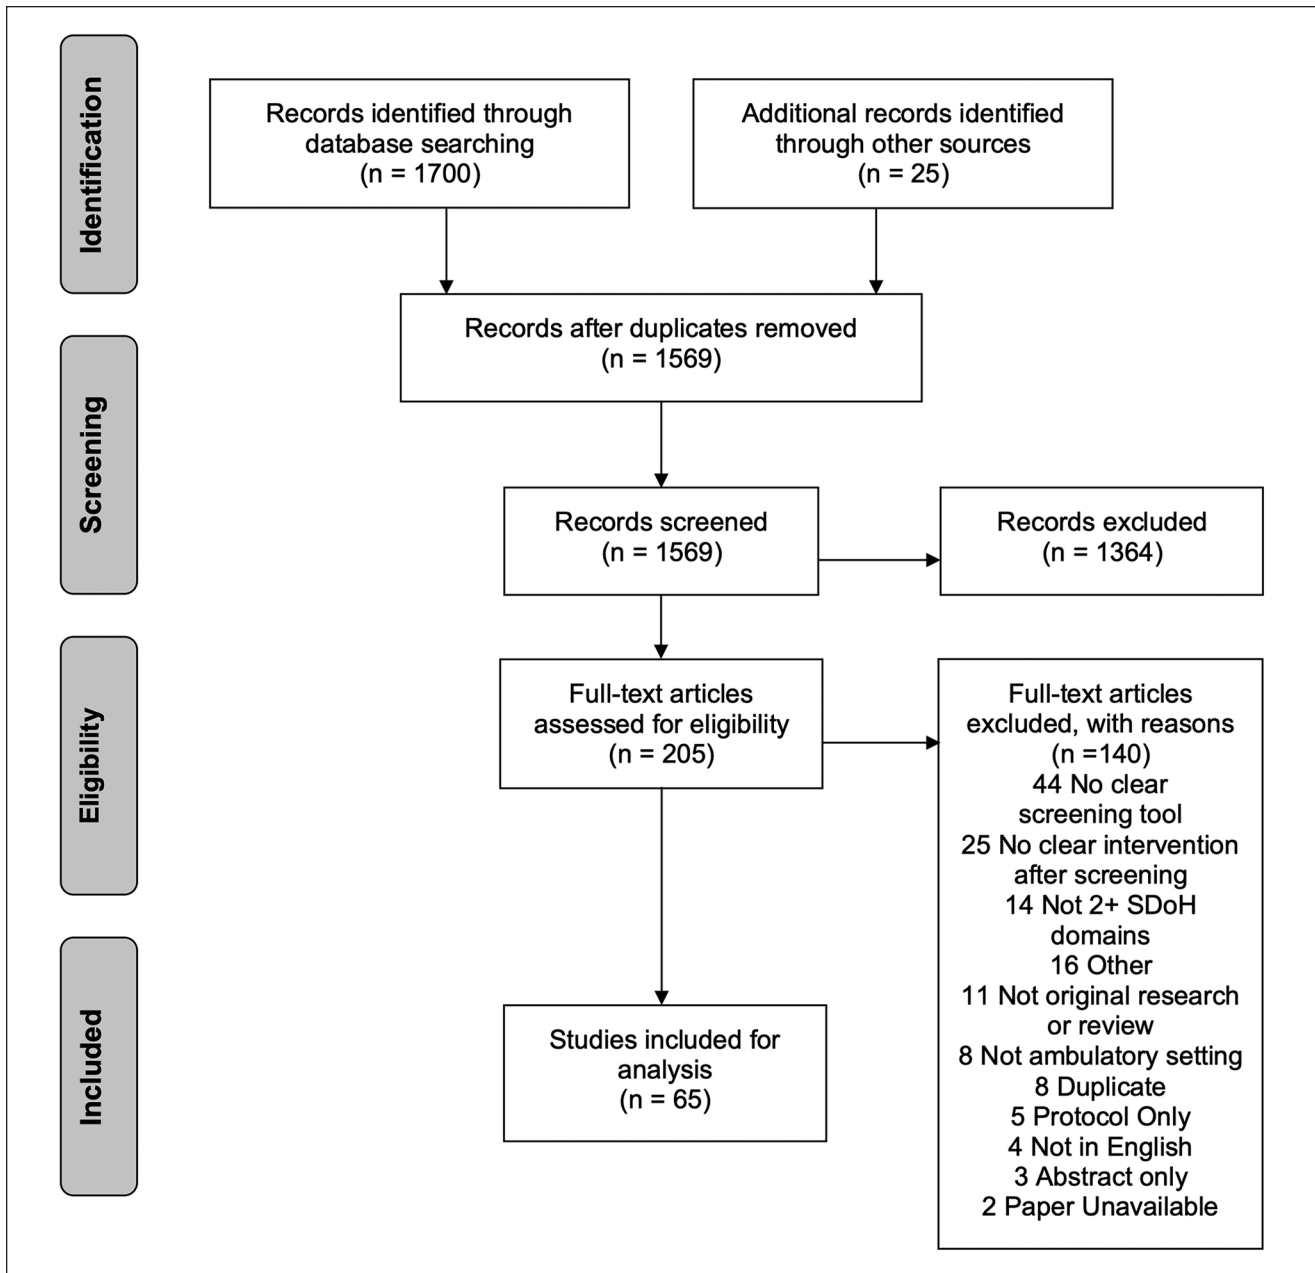 Identification
Records identified through
database searching
(n = 1700)
Additional records identified
through other sources
(n = 25)
Records after duplicates removed
(n = 1569)
Screening
Records screened
(n = 1569)
Records excluded
(n = 1364)
Eligibility
Full-text articles
assessed for eligibility
(n = 205)
Full-text articles
excluded, with reasons
(n =140)
44 No clear
screening tool
25 No clear intervention
after screening
14 Not 2+ SDoH
domains
16 Other
11 Not original research
or review
8 Not ambulatory setting
8 Duplicate
5 Protocol Only
4 Not in English
3 Abstract only
2 Paper Unavailable
Included
Studies included for
analysis
(n = 65)